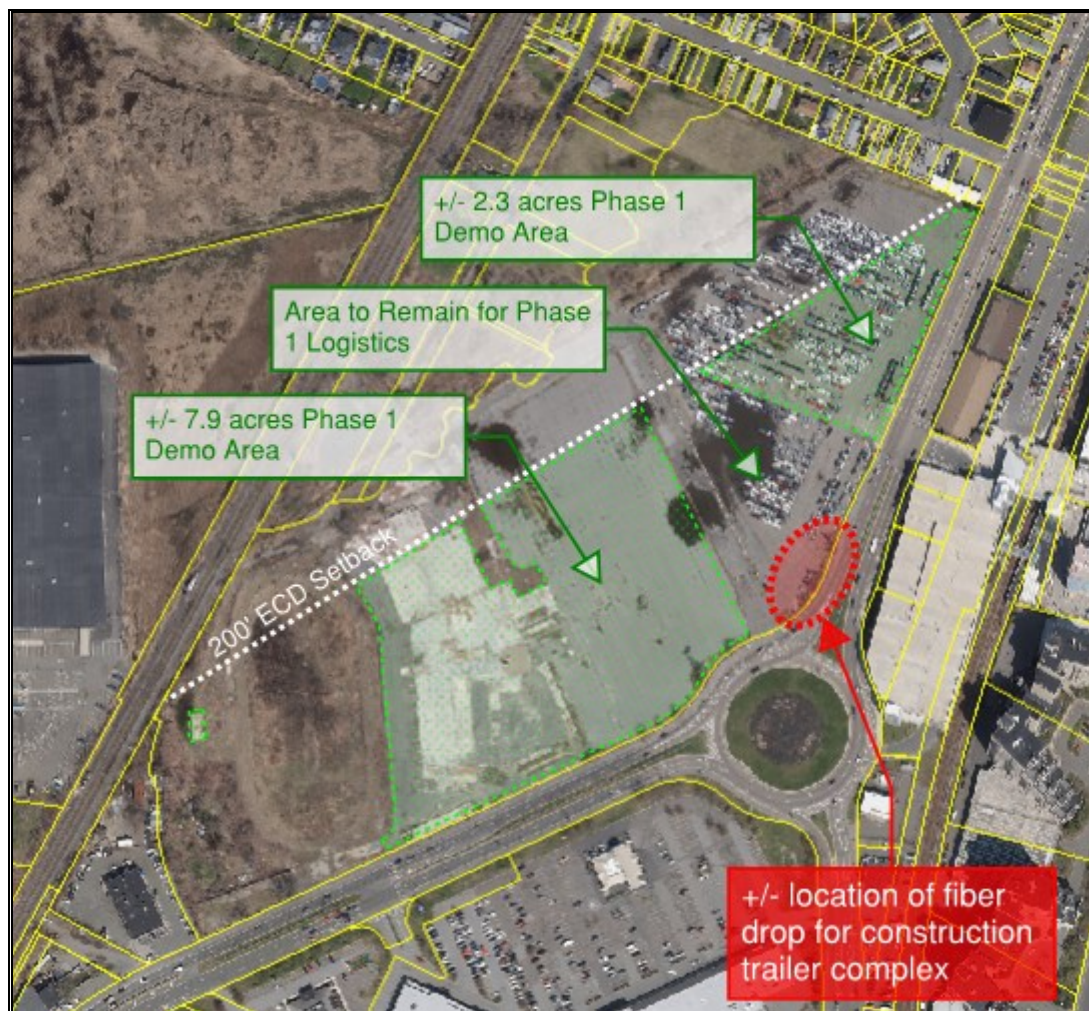 +/- 2.3 acres Phase 1
Demo Area
Area to Remain for Phase
1 Logistics
+/- 7.9 acres Phase 1
Demo Area
200' ECD Setback
+/- location of fiber
drop for construction
trailer complex